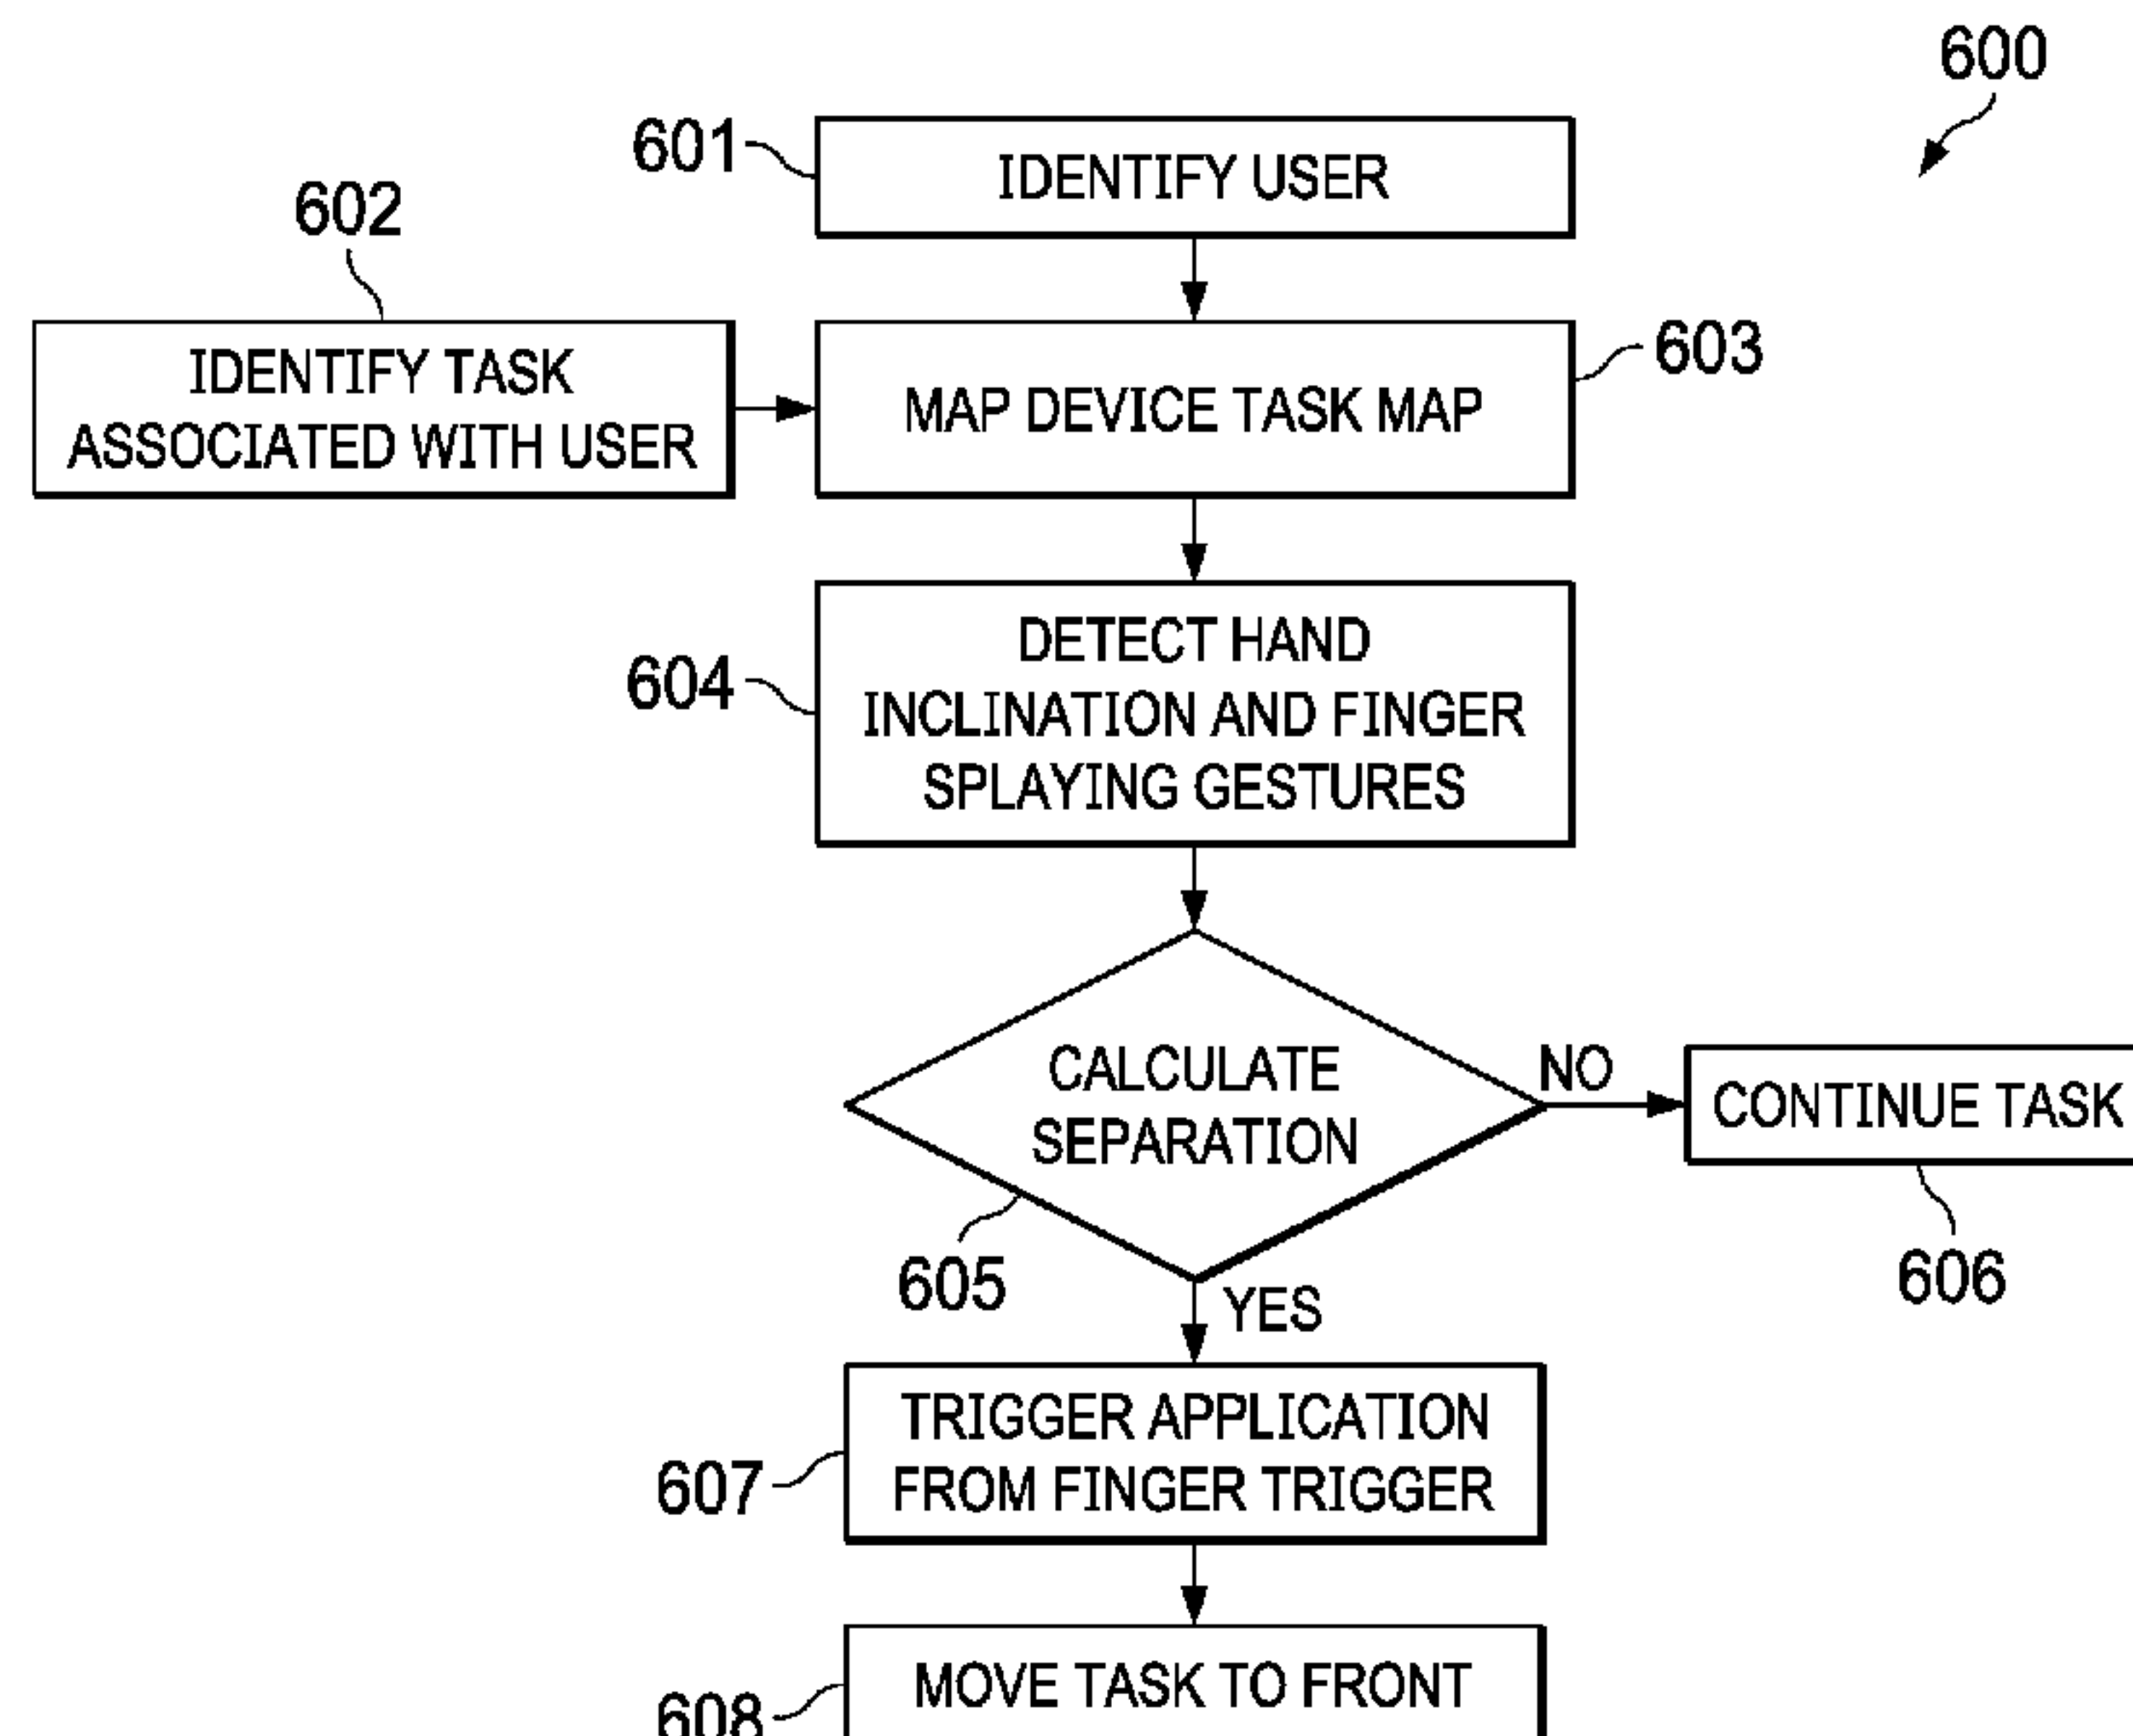 600
601
IDENTIFY USER
602
IDENTIFY TASK
ASSOCIATED WITH USER
MAP DEVICE TASK MAP
603
604
DETECT HAND
INCLINATION AND FINGER
SPLAYING GESTURES
CALCULATE
SEPARATION
NO
CONTINUE TASK
605
606
YES
607
TRIGGER APPLICATION
FROM FINGER TRIGGER
608
MOVE TASK TO FRONT